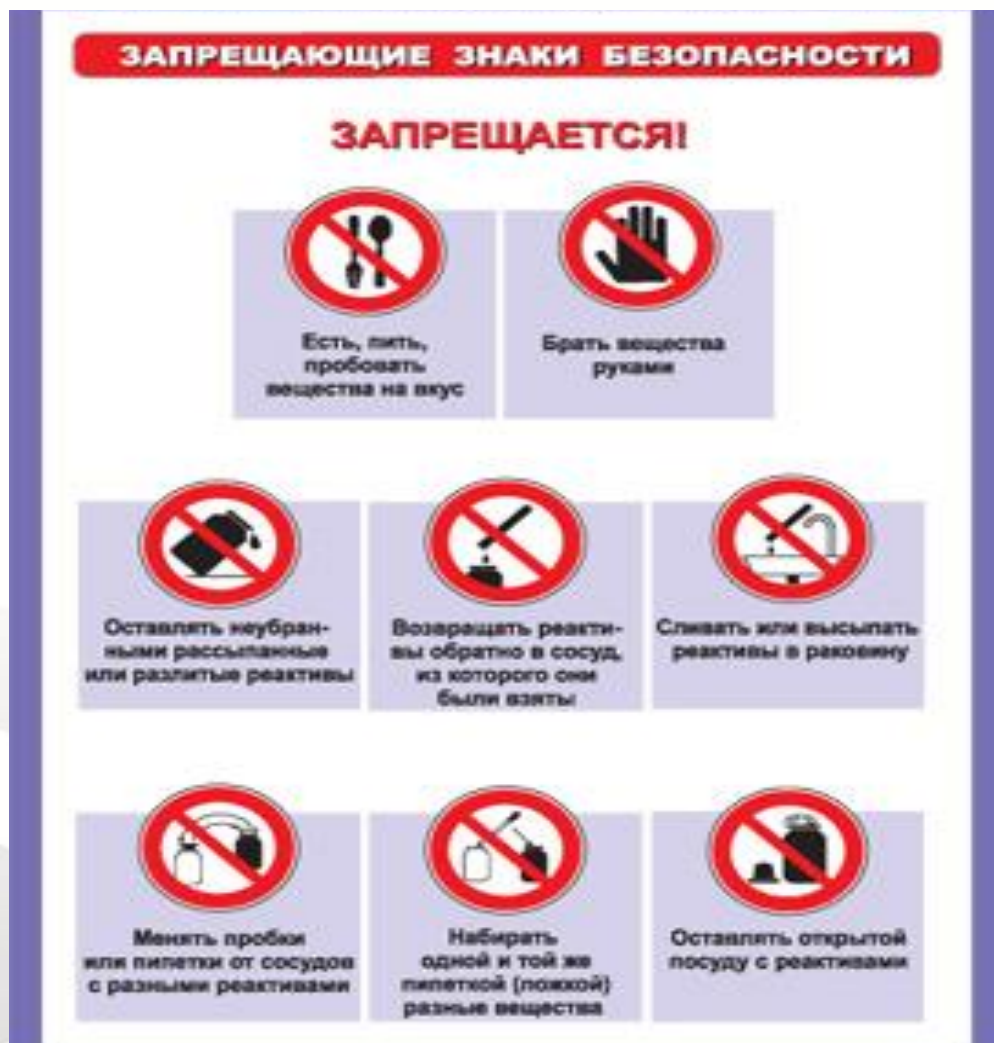 ЗАПРЕЩАЮЩИЕ ЗНАКИ БЕЗОПАСНОСТИ
ЗАПРЕЩАЕТСЯ!
Есть, пить,
пробовать
вещества на вкус
Брать вещества
руками
Оставлять неубран-
ными рассыпанные
или разлитые реактивы
Возвращать реакти-
вы обратно в сосуд,
из которого они
были взяты
Сливать или высыпать
реактивы в раковину
Менять пробки
или пипетки от сосудов
с разными реактивами
Набирать
одной и той же
пипеткой (ложкой)
разные вещества
Оставлять открытой
посуду с реактивами